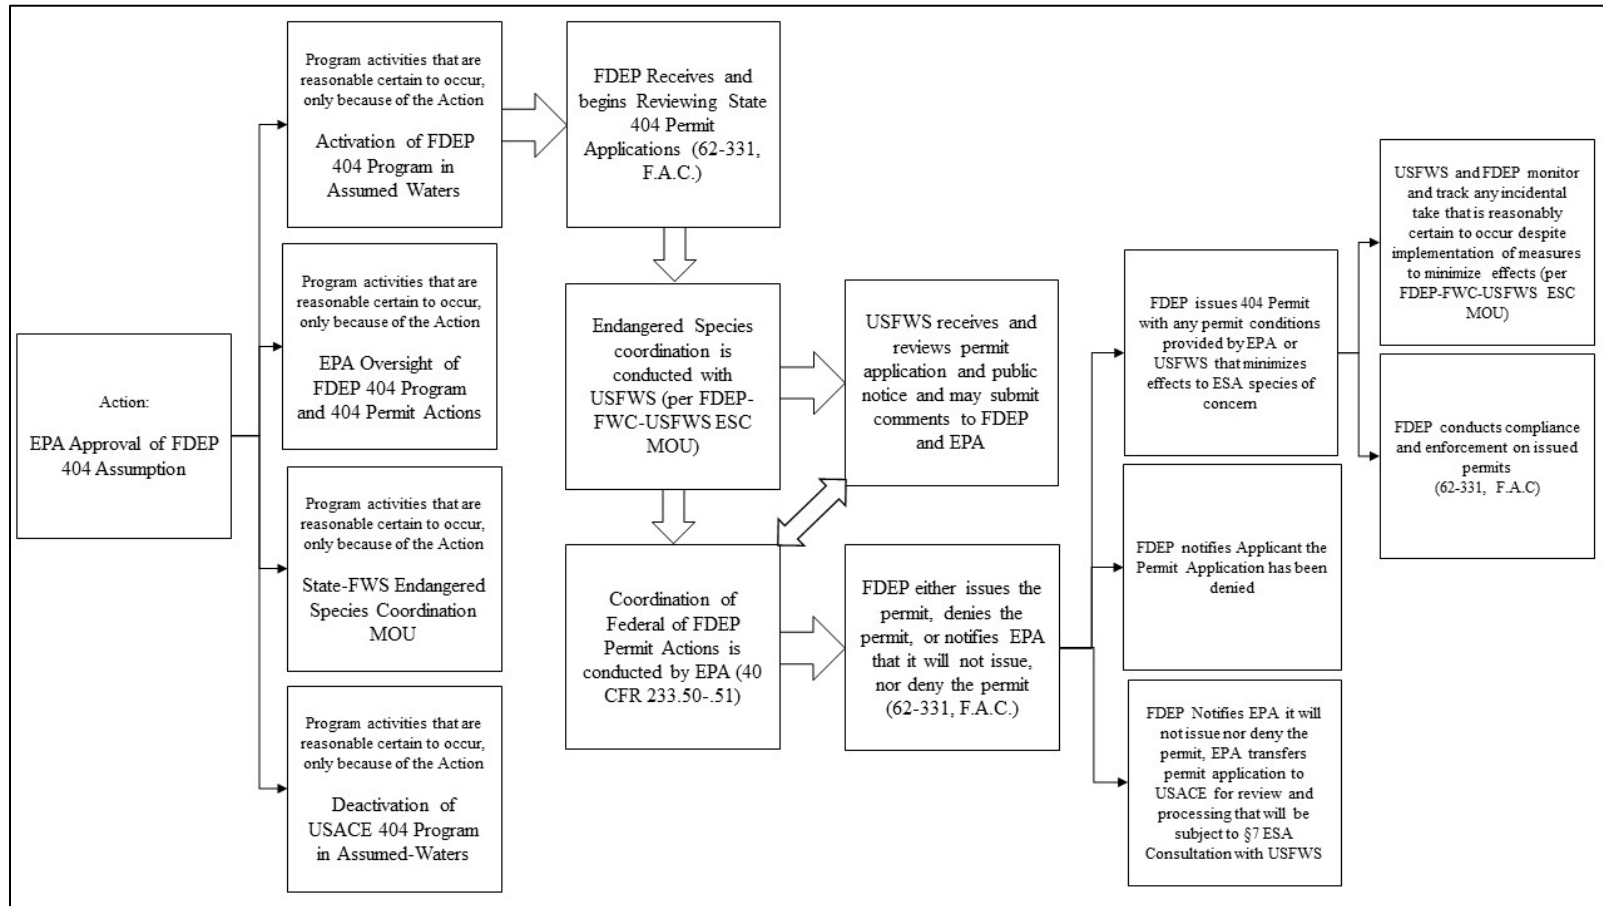 Action:
EPA Approval of FDEP
404 Assumption
Program activities that are
reasonable certain to occur,
only because of the Action
Activation of FDEP
404 Program in
Assumed Waters
Program activities that are
reasonable certain to occur,
only because of the Action
EPA Oversight of
FDEP 404 Program
and 404 Permit Actions
Program activities that are
reasonable certain to occur,
only because of the Action
State-FWS Endangered
Species Coordination
MOU
Program activities that are
reasonable certain to occur,
only because of the Action
Deactivation of
USACE 404 Program
in Assumed-Waters
FDEP Receives and
begins Reviewing State
404 Permit
Applications (62-331,
F.A.C.)
Endangered Species
coordination is
conducted with
USFWS (per FDEP-
FWC-USFWS ESC
MOU)
Coordination of
Federal of FDEP
Permit Actions is
conducted by EPA (40
CFR 233.50-.51)
USFWS receives and
reviews permit
application and public
notice and may submit
comments to FDEP
and EPA
FDEP either issues the
permit, denies the
permit, or notifies EPA
that it will not issue,
nor deny the permit
(62-331, F.A.C.)
FDEP issues 404 Permit
with any permit conditions
provided by EPA or
USFWS that minimizes
effects to ESA species of
concern
FDEP notifies Applicant the
Permit Application has been
denied
FDEP Notifies EPA it will
not issue nor deny the
permit, EPA transfers
permit application to
USACE for review and
processing that will be
subject to §7 ESA
Consultation with USFWS
USFWS and FDEP monitor
and track any incidental
take that is reasonably
certain to occur despite
implementation of measures
to minimize effects (per
FDEP-FWC-USFWS ESC
MOU)
FDEP conducts compliance
and enforcement on issued
permits
(62-331, F.A.C)